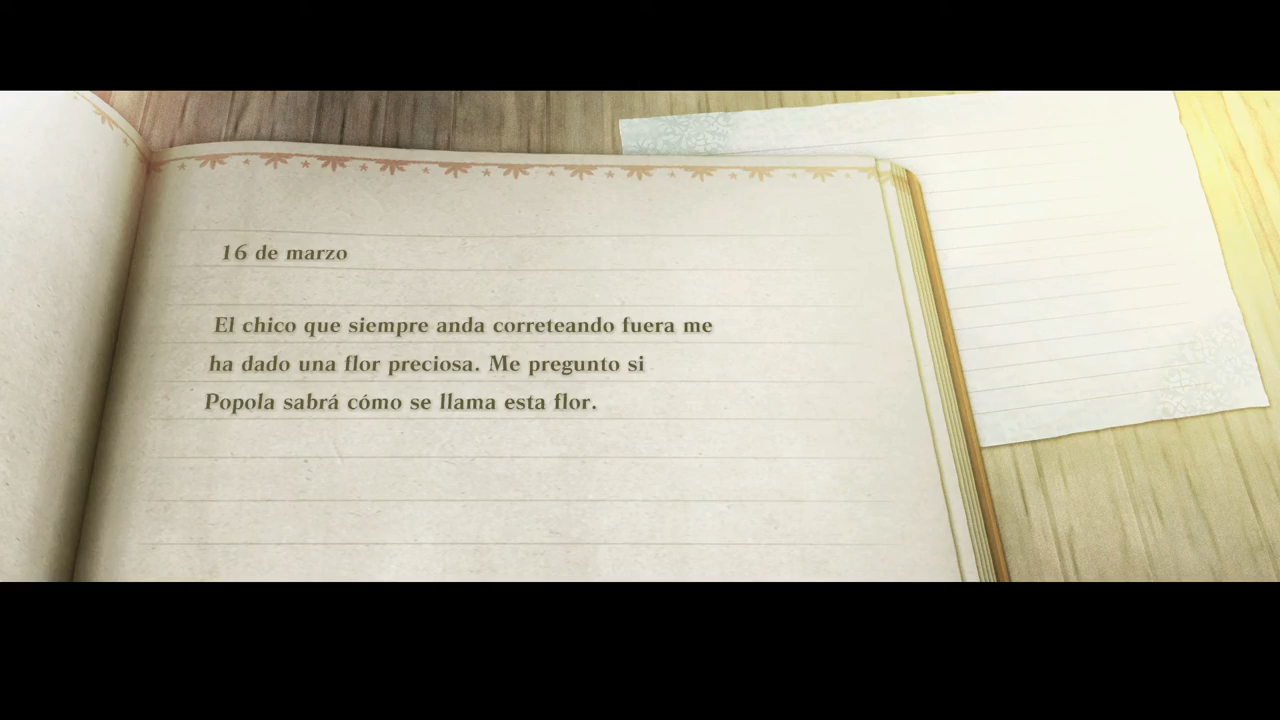 16 de marzo
El chico que siempre anda correteando fuera me
ha dado una flor preciosa. Me pregunto si
Popola sabrá cómo se llama esta flor.